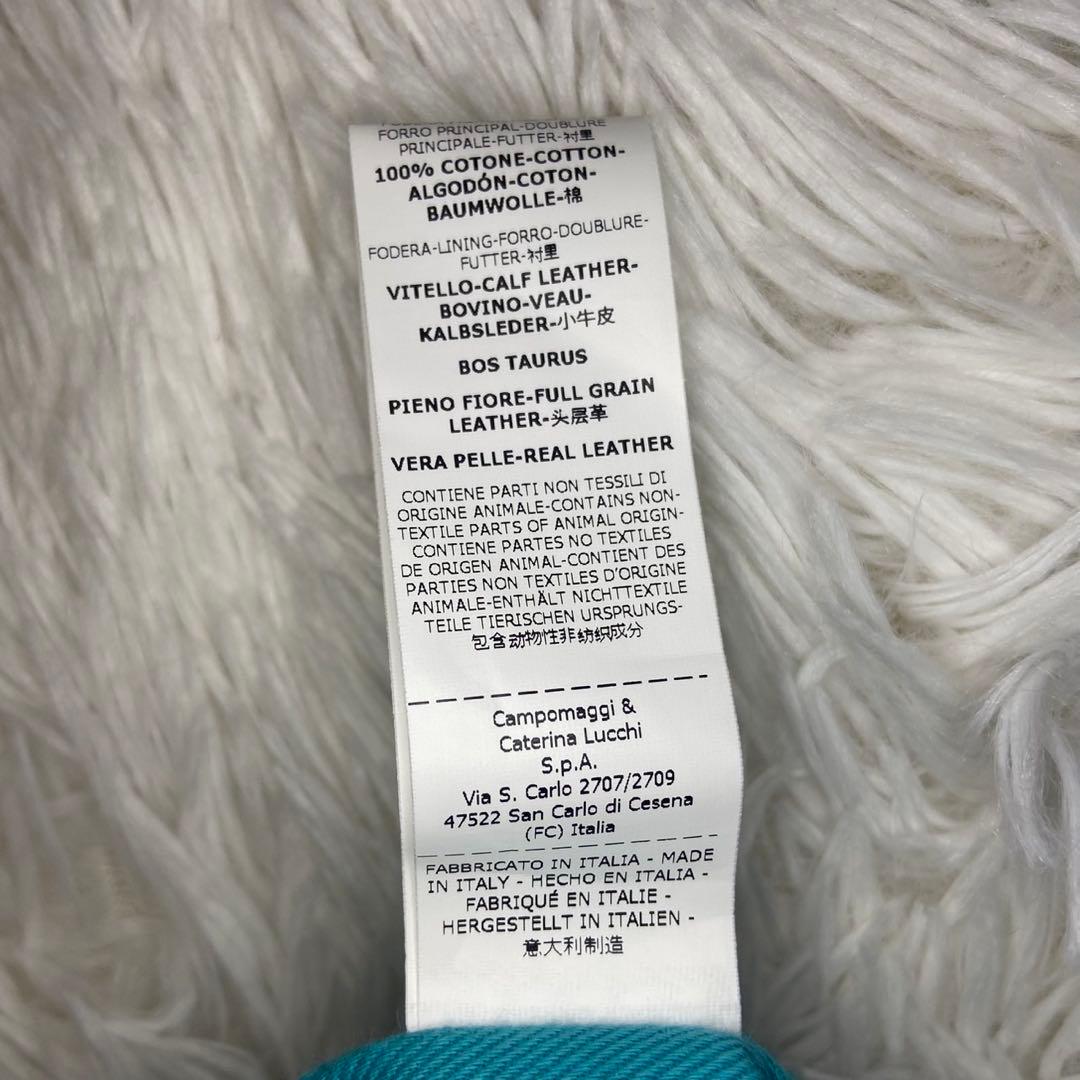 FORRO PRINCIPAL-DOUBLURE
PRINCIPALE-FUTTER-衬里
100% COTONE-COTTON-
ALGODÓN-COTON-
BAUMWOLLE-棉
FODERA-LINING-FORRO-DOUBLURE-
FUTTER-衬里
VITELLO-CALF LEATHER-
BOVINO-VEAU-
KALBSLEDER-小牛皮
BOS TAURUS
PIENO FIORE-FULL GRAIN
LEATHER-头层革
VERA PELLE-REAL LEATHER
CONTIENE PARTI NON TESSILI DI
ORIGINE ANIMALE-CONTAINS NON-
TEXTILE PARTS OF ANIMAL ORIGIN-
CONTIENE PARTES NO TEXTILES
DE ORIGEN ANIMAL-CONTIENT DES
PARTIES NON TEXTILES D'ORIGINE
ANIMALE-ENTHÄLT NICHTTEXTILE
TEILE TIERISCHEN URSPRUNGS-
包含动物性非纺织成分
Campomaggi &
Caterina Lucchi
S.p.A.
Via S. Carlo 2707/2709
47522 San Carlo di Cesena
(FC) Italia
FABBRICATO IN ITALIA - MADE
IN ITALY - HECHO EN ITALIA -
FABRIQUÉ EN ITALIE -
HERGESTELLT IN ITALIEN -
意大利制造